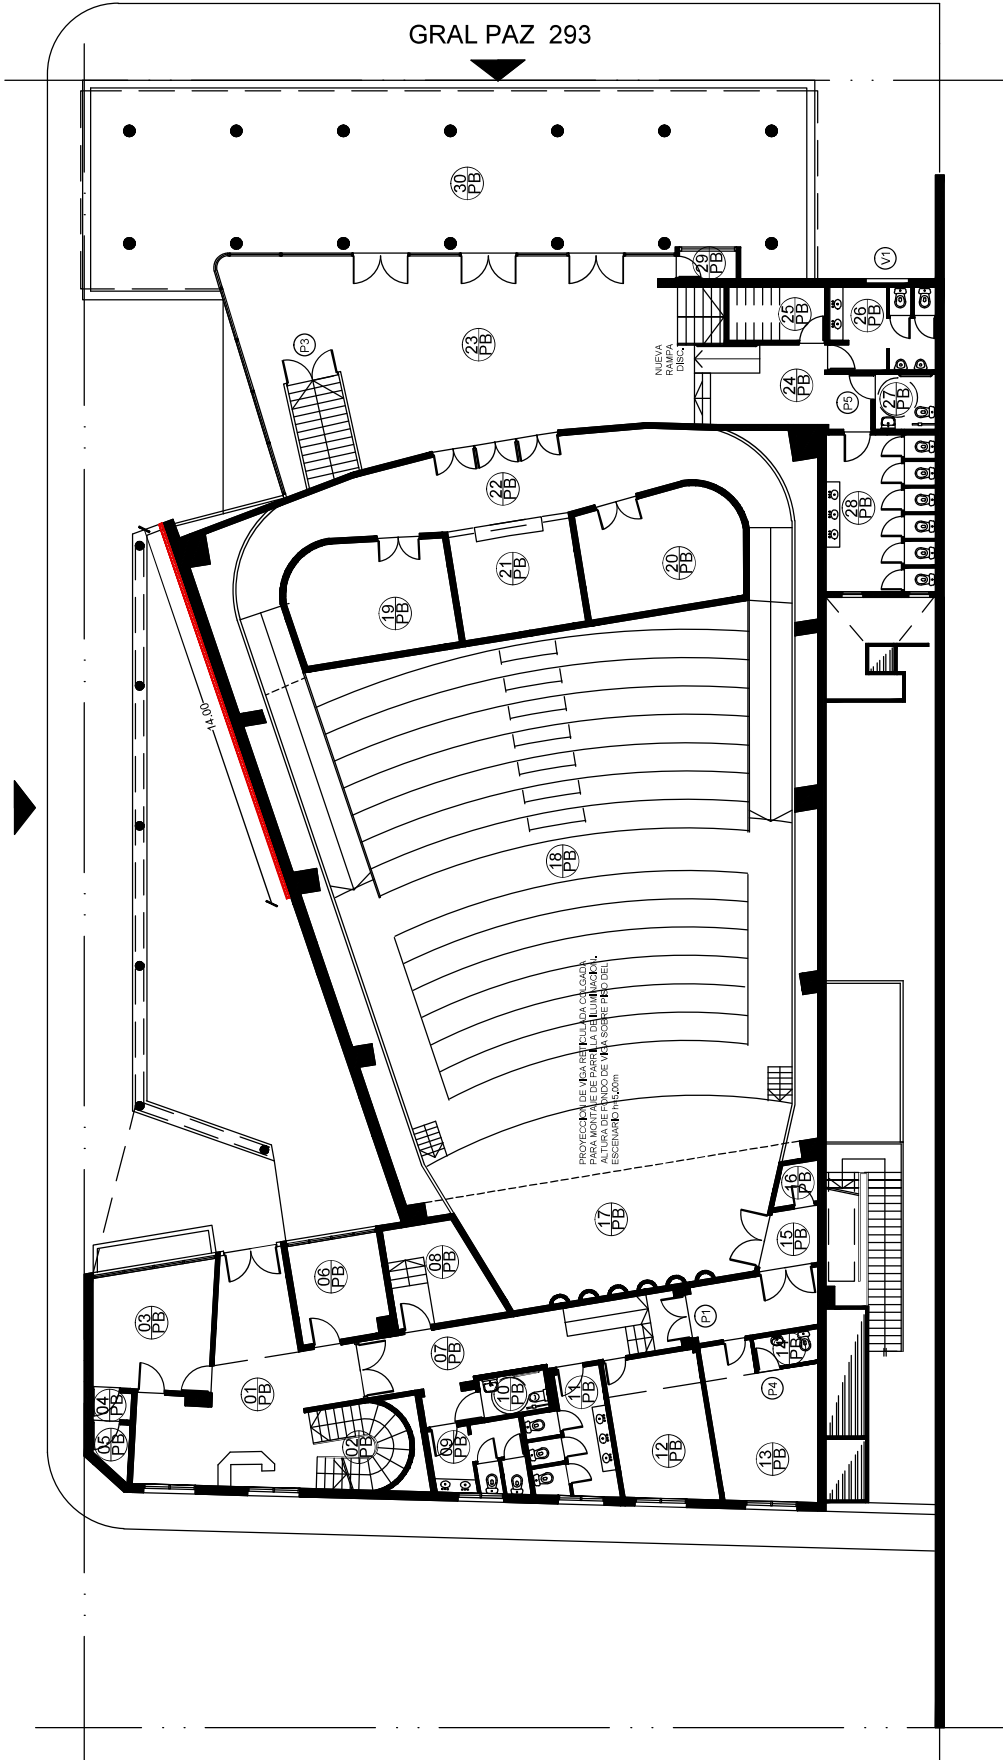 GRAL PAZ 293
30
PB
29
PB
V1
25
PB
26
PB
23
PB
P3
NUEVA
RAMPA
DISC.
24
PB
P5
27
PB
22
PB
28
PB
21
PB
20
PB
19
PB
14.00
18
PB
PROYECCION DE VIGA RETICULADA COLGADA
PARA MONTAJE DE PARRILLA DE ILUMINACION.
ALTURA DE FONDO DE VIGA SOBRE PISO DEL
ESCENARIO h=5,00m
16
PB
17
PB
15
PB
08
PB
06
PB
03
PB
P1
07
PB
14
PB
P4
04
PB
01
PB
10
PB
11
PB
05
PB
02
PB
09
PB
12
PB
13
PB